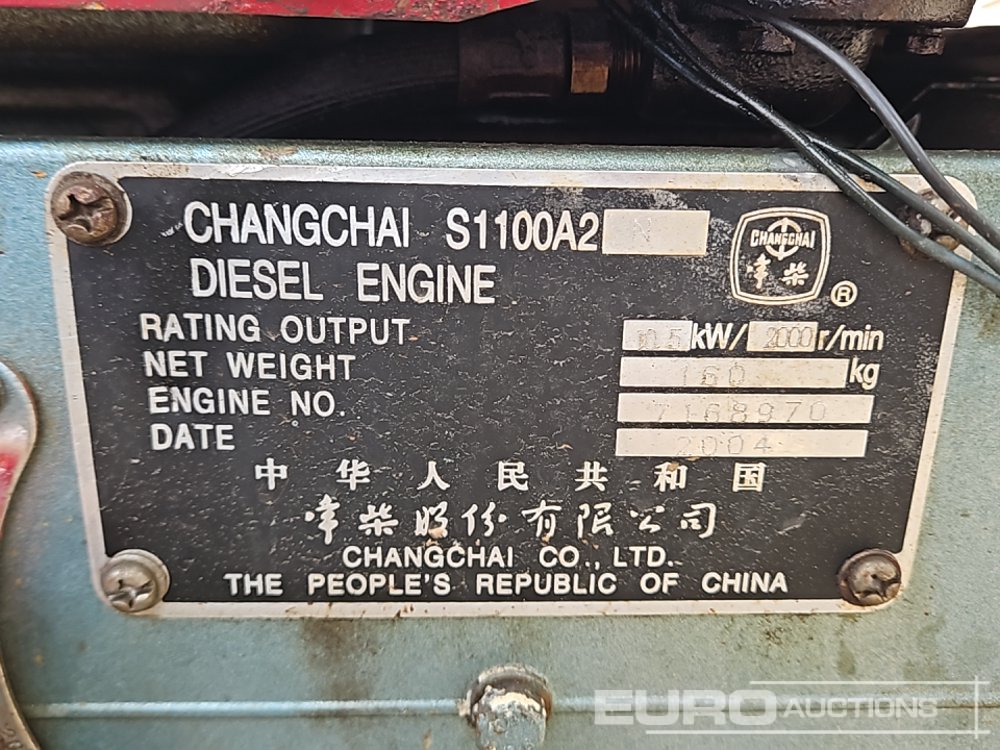 CHANGCHAI S1100A2 N
DIESEL ENGINE
CHANGCHAI
常柴
®
RATING OUTPUT 10.5 kW/ 2000 r/min
NET WEIGHT 160 kg
ENGINE NO. 7168970
DATE 2004
中华人民共和国
常柴股份有限公司
CHANGCHAI CO., LTD.
THE PEOPLE'S REPUBLIC OF CHINA
EURO AUCTIONS